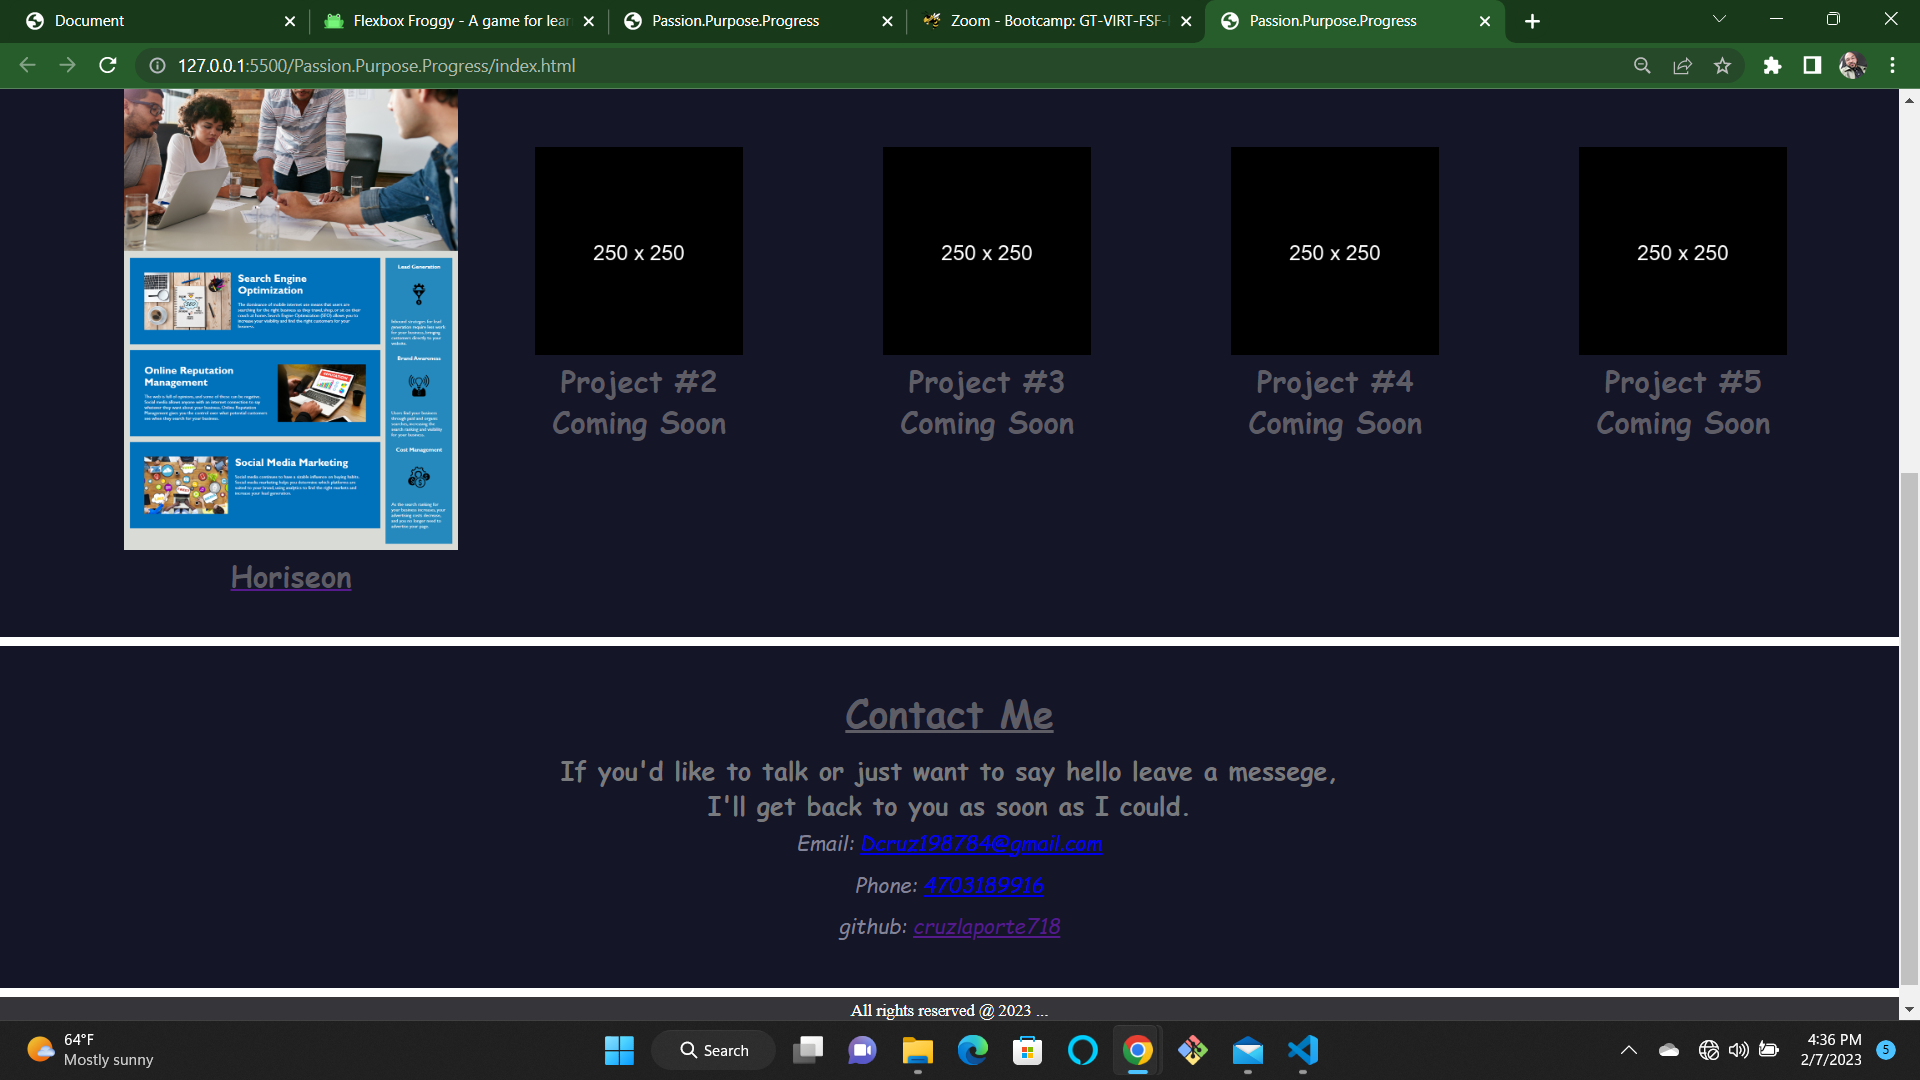 Document
Flexbox Froggy - A game for lear
Passion.Purpose.Progress
Zoom - Bootcamp: GT-VIRT-FSF-
Passion.Purpose.Progress
127.0.0.1:5500/Passion.Purpose.Progress/index.html
Search Engine
Optimization
Online Reputation
Management
Social Media Marketing
Lead Generation
Brand Awareness
Cost Management
Horiseon
250 x 250
Project #2
Coming Soon
250 x 250
Project #3
Coming Soon
250 x 250
Project #4
Coming Soon
250 x 250
Project #5
Coming Soon
Contact Me
If you'd like to talk or just want to say hello leave a messege,
I'll get back to you as soon as I could.
Email: Dcruz198784@gmail.com
Phone: 4703189916
github: cruzlaporte718
All rights reserved @ 2023 ...
64°F
Mostly sunny
Search
4:36 PM
2/7/2023
5